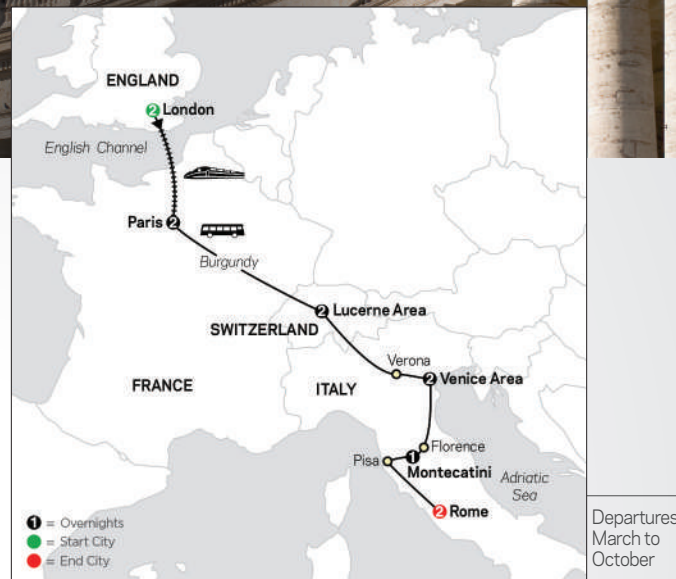 ENGLAND
2 London
English Channel
Paris 2
Burgundy
2 Lucerne Area
SWITZERLAND
Verona
2 Venice Area
FRANCE
ITALY
Florence
Pisa
1
Montecatini
Adriatic
Sea
2 Rome
1 = Overnights
= Start City
= End City
Departures
March to
October